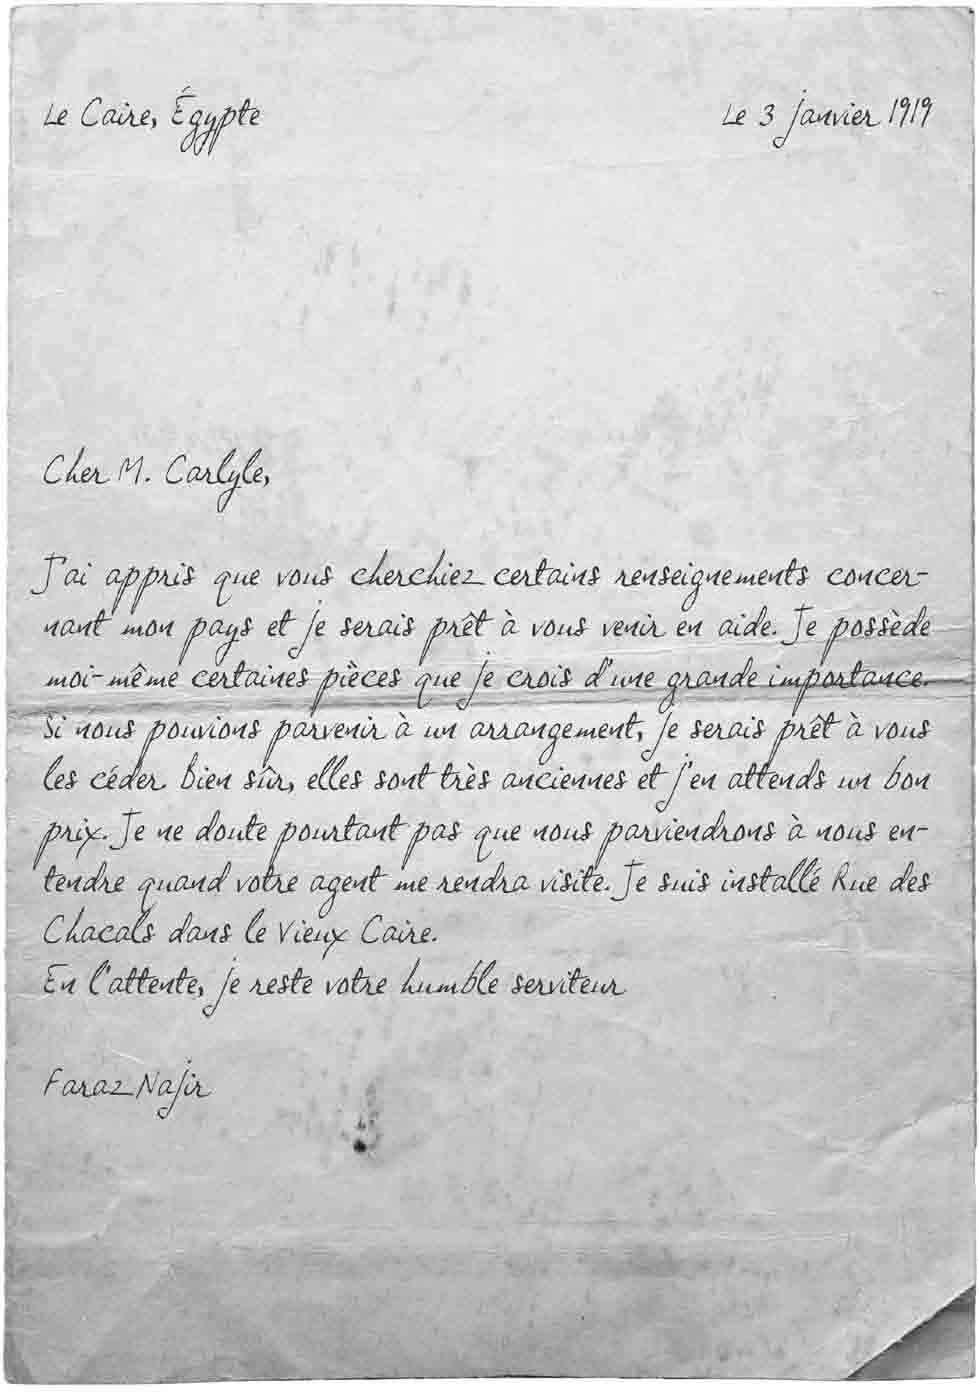 Le Caire, Égypte
Le 3 janvier 1919
Cher M. Carlyle,
J'ai appris que vous cherchiez certains renseignements concer-
nant mon pays et je serais prêt à vous venir en aide. Je possède
moi-même certaines pièces que je crois d'une grande importance.
Si nous pouvions parvenir à un arrangement, je serais prêt à vous
les céder. Bien sûr, elles sont très anciennes et j'en attends un bon
prix. Je ne doute pourtant pas que nous parviendrons à nous en-
tendre quand votre agent me rendra visite. Je suis installé Rue des
Chacals dans le Vieux Caire.
En l'attente, je reste votre humble serviteur
Faraz Najir